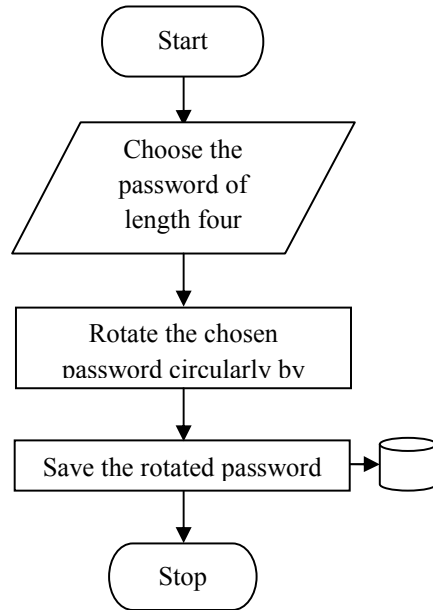 Start
Choose the
password of
length four
Rotate the chosen
password circularly by
Save the rotated password
Stop